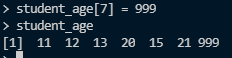 > student_age[7] = 999
> student_age
[1]  11  12  13  20  15  21 999
>